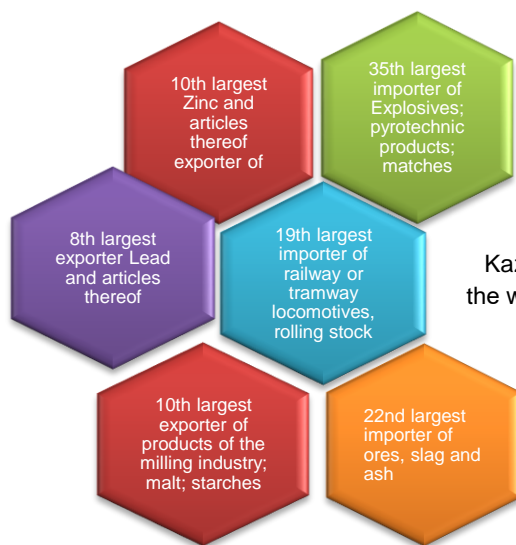 10th largest
Zinc and
articles
thereof
exporter of
35th largest
importer of
Explosives;
pyrotechnic
products;
matches
8th largest
exporter Lead
and articles
thereof
19th largest
importer of
railway or
tramway
locomotives,
rolling stock
Kaz
the w
10th largest
exporter of
products of the
milling industry;
malt; starches
22nd largest
importer of
ores, slag and
ash